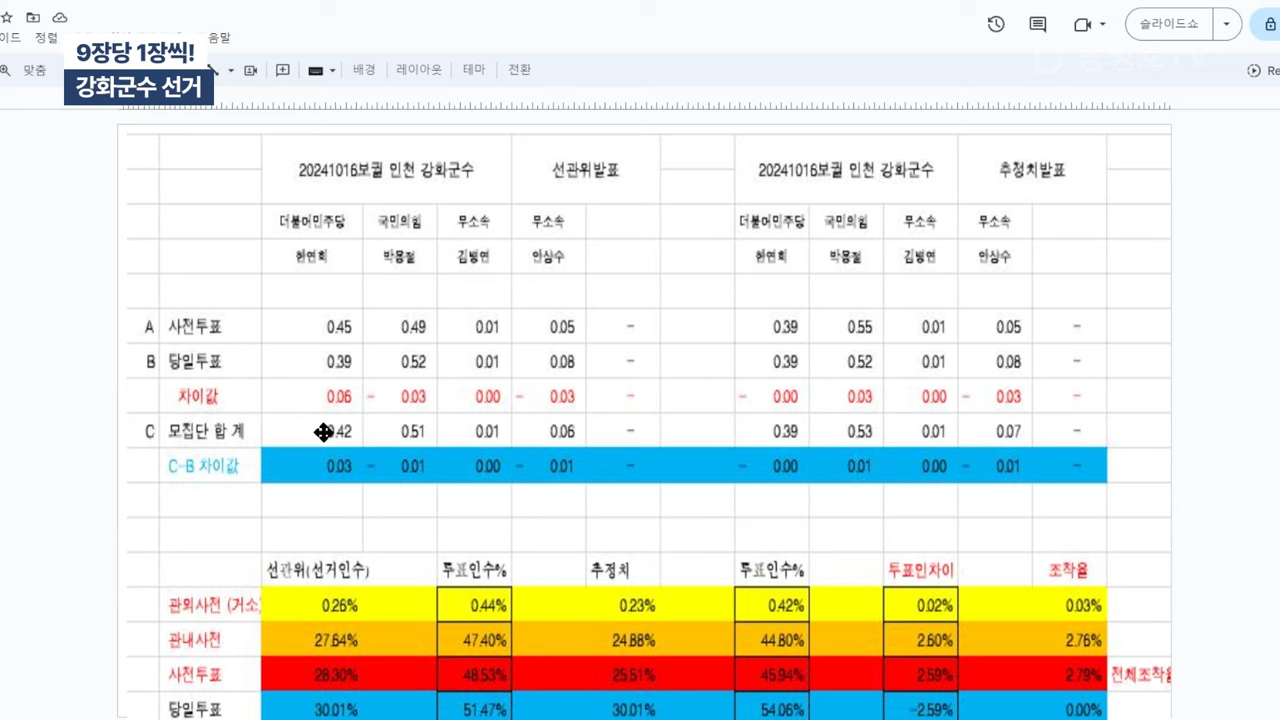 이드 정렬
움말
9장당 1장씩!
강화군수 선거
맞춤
배경 레이아웃 테마 전환
슬라이드쇼
Re
20241016보궐 인천 강화군수 선관위발표 20241016보궐 인천 강화군수 추정치발표
더불어민주당 국민의힘 무소속 무소속 더불어민주당 국민의힘 무소속 무소속
한연희 박용철 김병연 안상수 한연희 박용철 김병연 안상수
A 사전투표 0.45 0.49 0.01 0.05 - 0.39 0.55 0.01 0.05 -
B 당일투표 0.39 0.52 0.01 0.08 - 0.39 0.52 0.01 0.08 -
차이값 0.06 - 0.03 0.00 - 0.03 - - 0.00 0.03 0.00 - 0.03 -
C 모집단 합 계 .42 0.51 0.01 0.06 - 0.39 0.53 0.01 0.07 -
C-B 차이값 0.03 - 0.01 0.00 - 0.01 - - 0.00 0.01 0.00 - 0.01 -
선관위(선거인수) 투표인수% 추정치 투표인수% 투표인차이 조작율
관외사전 (거소) 0.26% 0.44% 0.23% 0.42% 0.02% 0.03%
관내사전 27.64% 47.40% 24.88% 44.80% 2.60% 2.76%
사전투표 28.30% 48.53% 25.51% 45.94% 2.59% 2.79% 전체조작율
당일투표 30.01% 51.47% 30.01% 54.06% -2.59% 0.00%